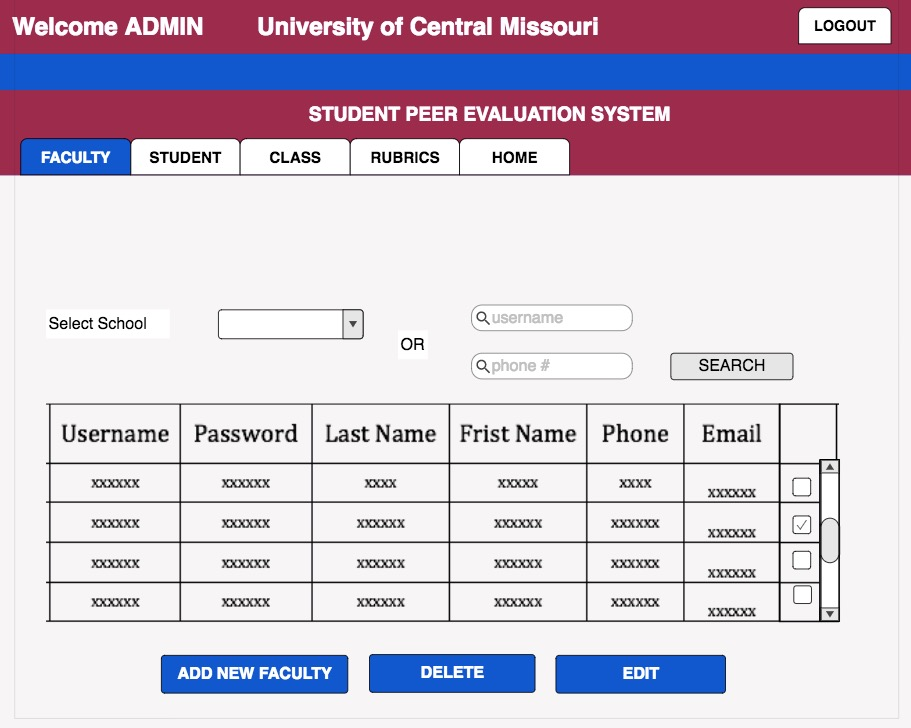 Welcome ADMIN University of Central Missouri LOGOUT
STUDENT PEER EVALUATION SYSTEM
FACULTY STUDENT CLASS RUBRICS HOME
Select School
username
OR
phone #
SEARCH
Username Password Last Name Frist Name Phone Email
xxxxxx xxxxxx xxxx xxxxx xxxx xxxxxx
xxxxxx xxxxxx xxxxxx xxxxxx xxxxxx xxxxxx
xxxxxx xxxxxx xxxxxx xxxxxx xxxxxx xxxxxx
xxxxxx xxxxxx xxxxxx xxxxxx xxxxxx xxxxxx
ADD NEW FACULTY DELETE EDIT